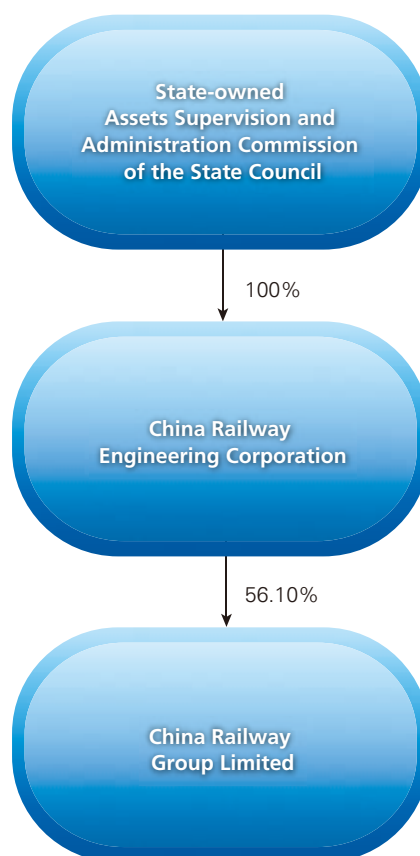 State-owned
Assets Supervision and
Administration Commission
of the State Council
100%
China Railway
Engineering Corporation
56.10%
China Railway
Group Limited